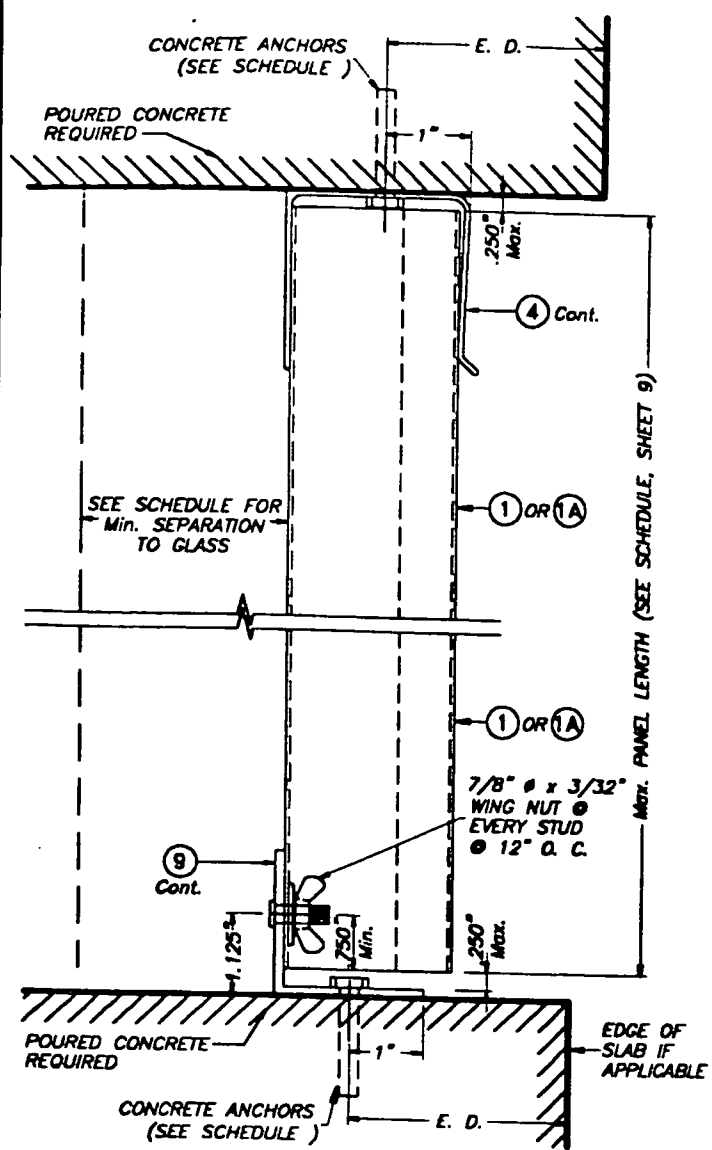 CONCRETE ANCHORS
(SEE SCHEDULE )
E. D.
POURED CONCRETE
REQUIRED
1"
.250"
Max.
4 Cont.
SEE SCHEDULE FOR
Min. SEPARATION
TO GLASS
1 OR 1A
Max. PANEL LENGTH (SEE SCHEDULE, SHEET 9)
1 OR 1A
7/8" ø x 3/32"
WING NUT @
EVERY STUD
@ 12" O. C.
9
Cont.
1.125"
.750"
Min.
.250"
Max.
POURED CONCRETE
REQUIRED
1"
EDGE OF
SLAB IF
APPLICABLE
CONCRETE ANCHORS
(SEE SCHEDULE )
E. D.